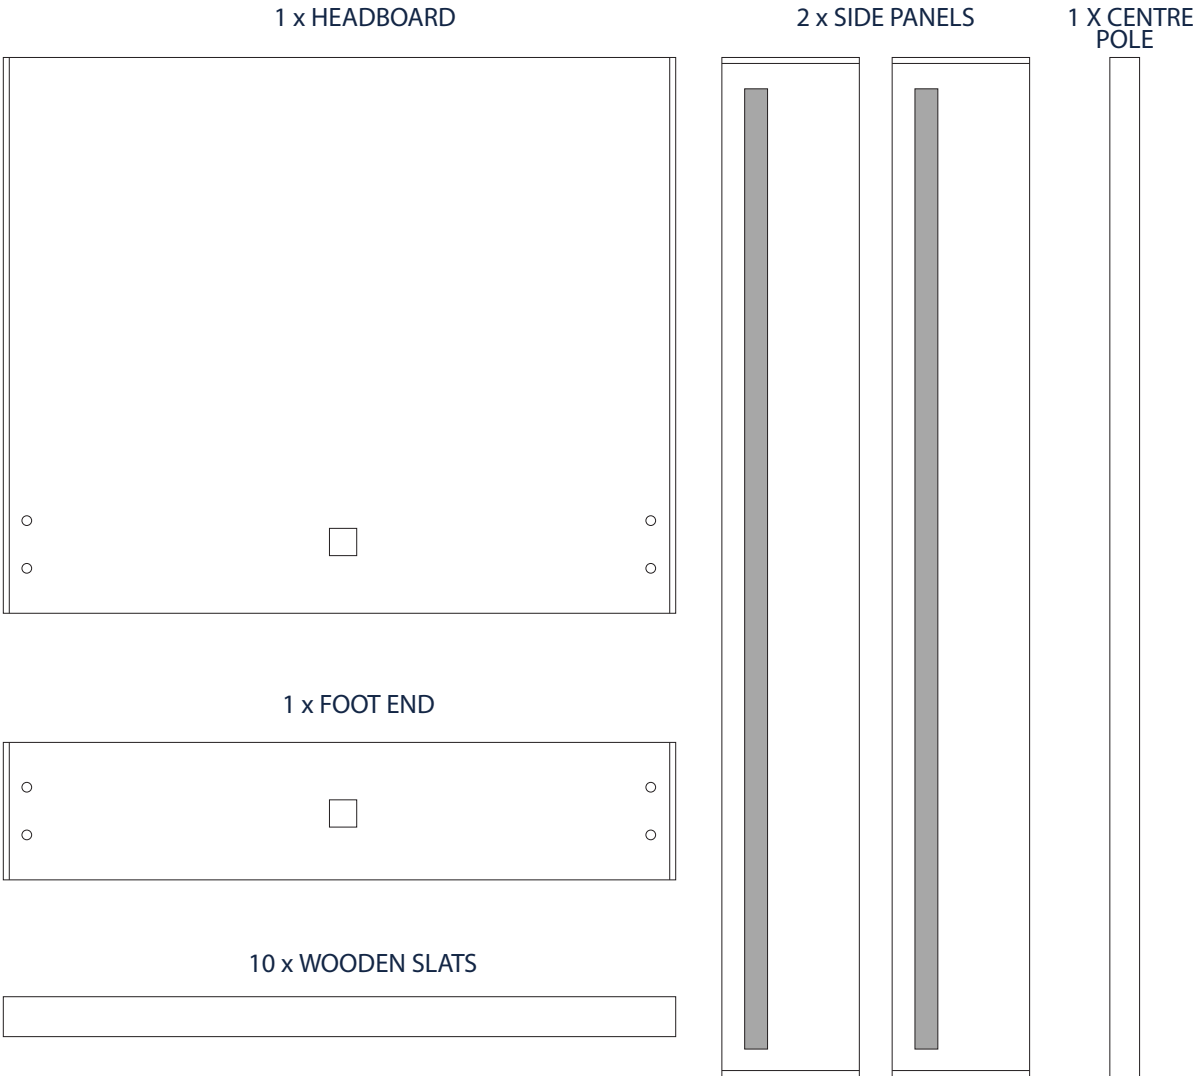 1 x HEADBOARD
2 x SIDE PANELS
1 X CENTRE
POLE
1 x FOOT END
10 x WOODEN SLATS